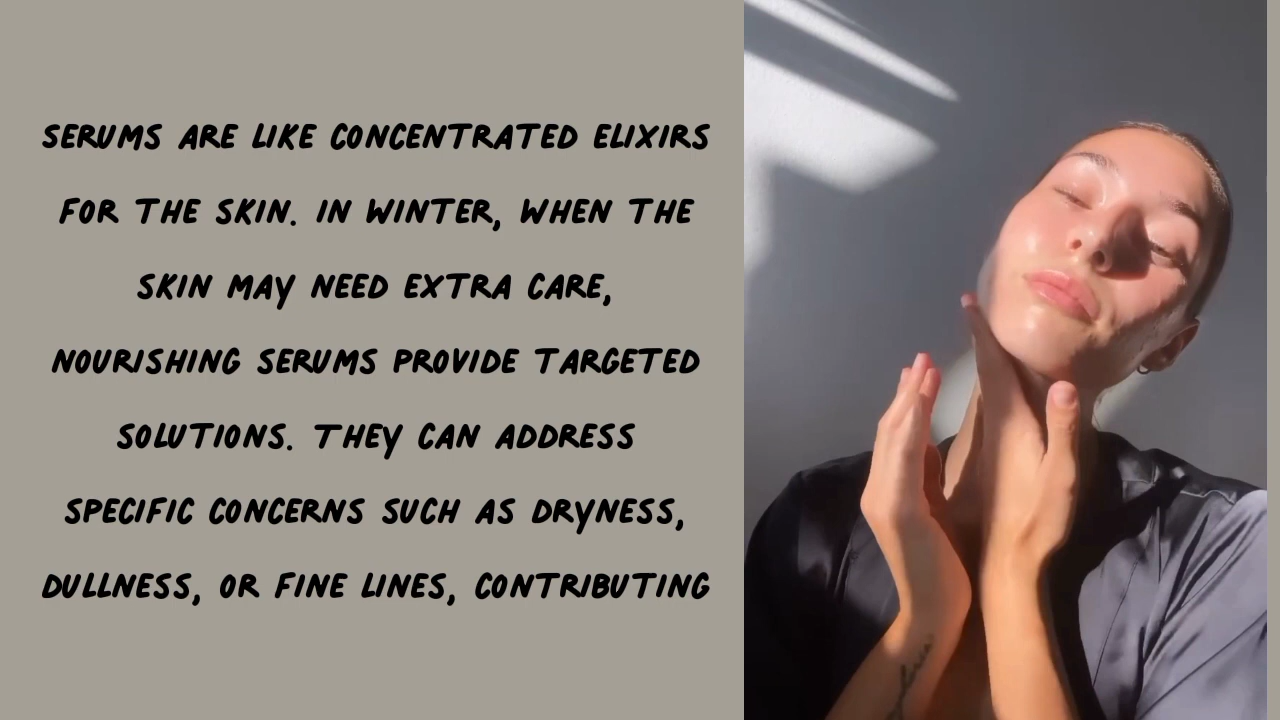 SERUMS ARE LIKE CONCENTRATED ELIXIRS
FOR THE SKIN. IN WINTER, WHEN THE
SKIN MAY NEED EXTRA CARE,
NOURISHING SERUMS PROVIDE TARGETED
SOLUTIONS. THEY CAN ADDRESS
SPECIFIC CONCERNS SUCH AS DRYNESS,
DULLNESS, OR FINE LINES, CONTRIBUTING